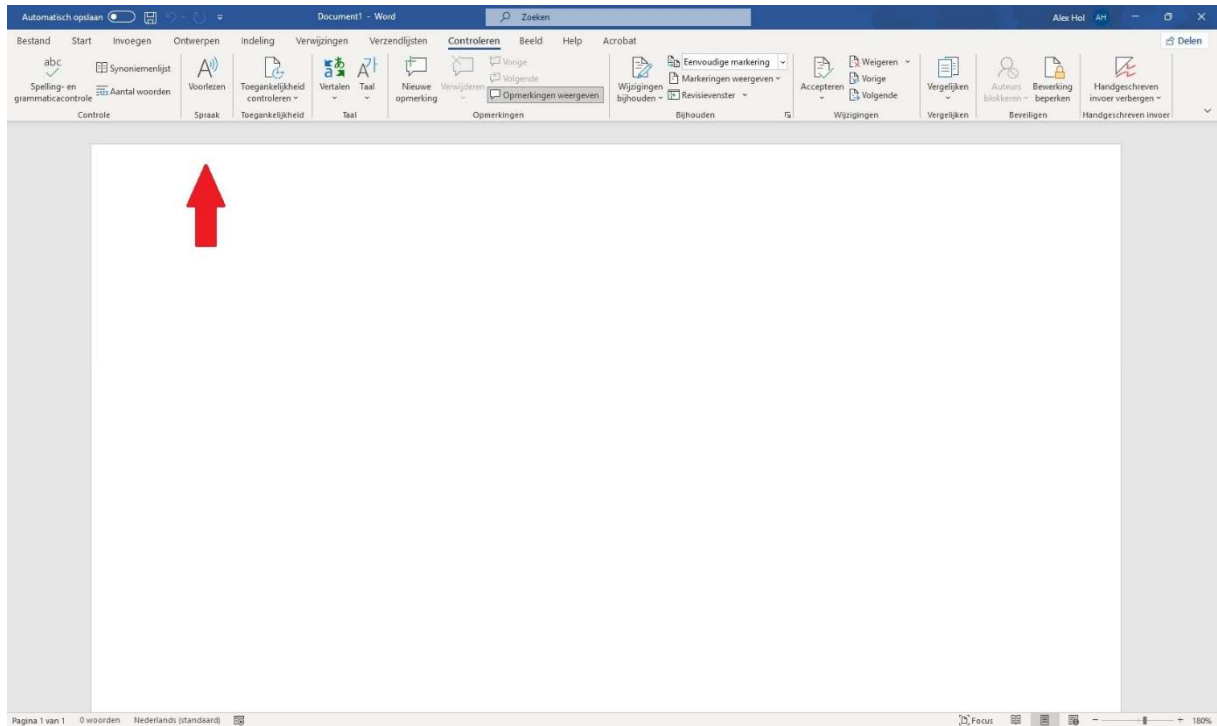 Automatisch opslaan Document1 - Word Zoeken Alex Hol AH
Bestand Start Invoegen Ontwerpen Indeling Verwijzingen Verzendlijsten Controleren Beeld Help Acrobat Delen
abc
Spelling- en
grammaticacontrole
Synoniemenlijst
Aantal woorden
Controle
Voorlezen
Spraak
Toegankelijkheid
controleren
Toegankelijkheid
Vertalen
Taal
Taal
Nieuwe
opmerking
Verwijderen
Vorige
Volgende
Opmerkingen weergeven
Opmerkingen
Wijzigingen
bijhouden
Eenvoudige markering
Markeringen weergeven
Revisievenster
Bijhouden
Accepteren
Weigeren
Vorige
Volgende
Wijzigingen
Vergelijken
Vergelijken
Auteurs
blokkeren
Bewerking
beperken
Beveiligen
Handgeschreven
invoer verbergen
Handgeschreven invoer
Pagina 1 van 1 0 woorden Nederlands (standaard) Focus 180%